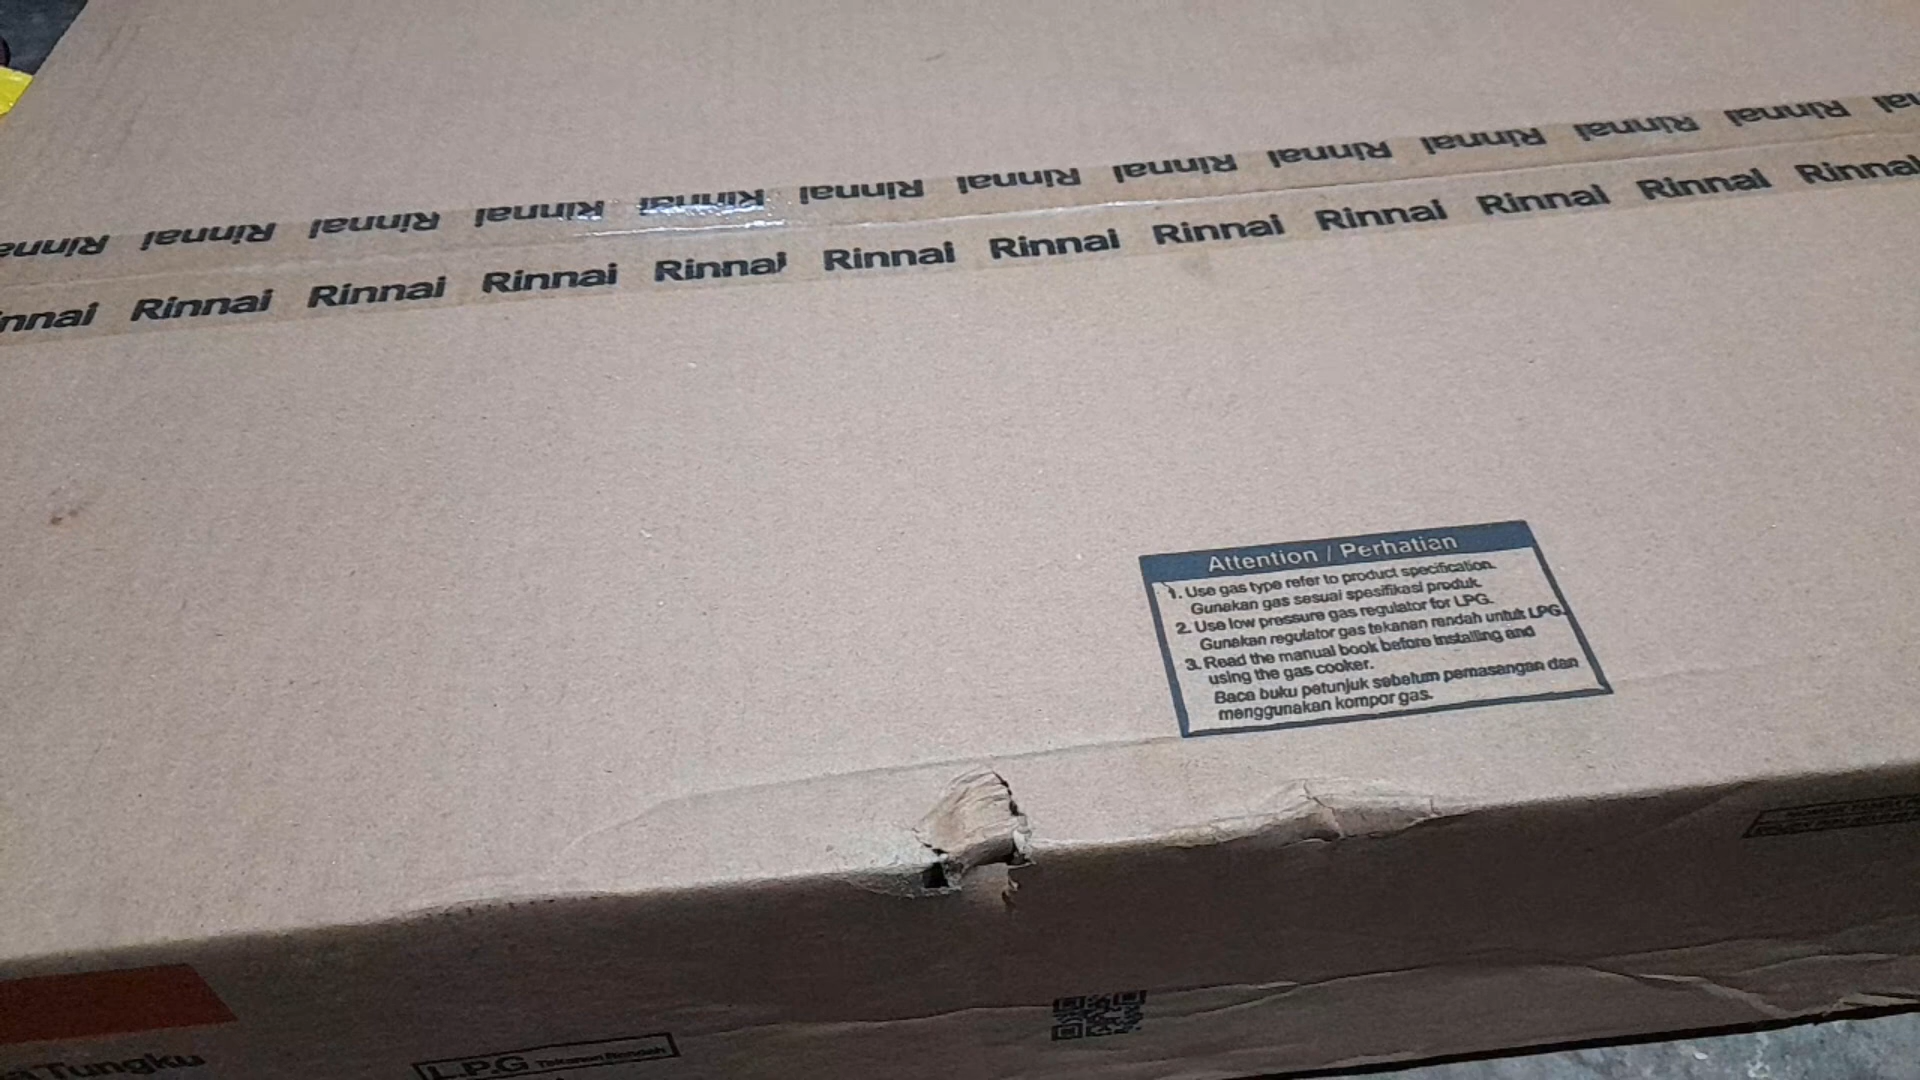 Rinnai Rinnai Rinnai Rinnai Rinnai Rinnai Rinnai Rinnai Rinnai Rinnai Rinnai
Rinnai Rinnai Rinnai Rinnai Rinnai Rinnai Rinnai Rinnai Rinnai Rinnai
Attention / Perhatian
1. Use gas type refer to product specification.
Gunakan gas sesuai spesifikasi produk.
2. Use low pressure gas regulator for LPG.
Gunakan regulator gas tekanan rendah untuk LPG.
3. Read the manual book before installing and
using the gas cooker.
Baca buku petunjuk sebelum pemasangan dan
menggunakan kompor gas.
Tungku
L.P.G Tekanan Rendah